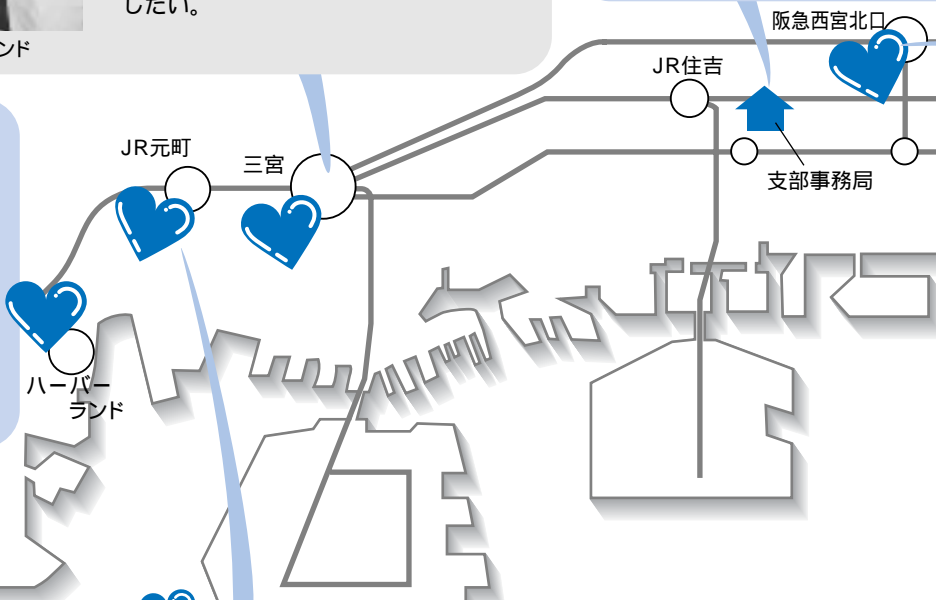 したい。
ンド
阪急西宮北口
JR住吉
JR元町
三宮
支部事務局
ハーバー
ランド